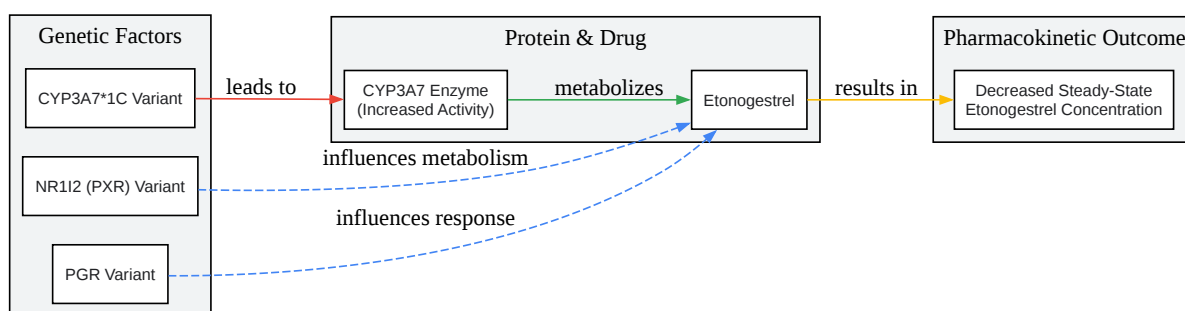 Genetic Factors
Protein & Drug
Pharmacokinetic Outcome
CYP3A7*1C Variant
leads to
CYP3A7 Enzyme
(Increased Activity)
metabolizes
Etonogestrel
results in
Decreased Steady-State
Etonogestrel Concentration
NR1I2 (PXR) Variant
influences metabolism
influences response
PGR Variant